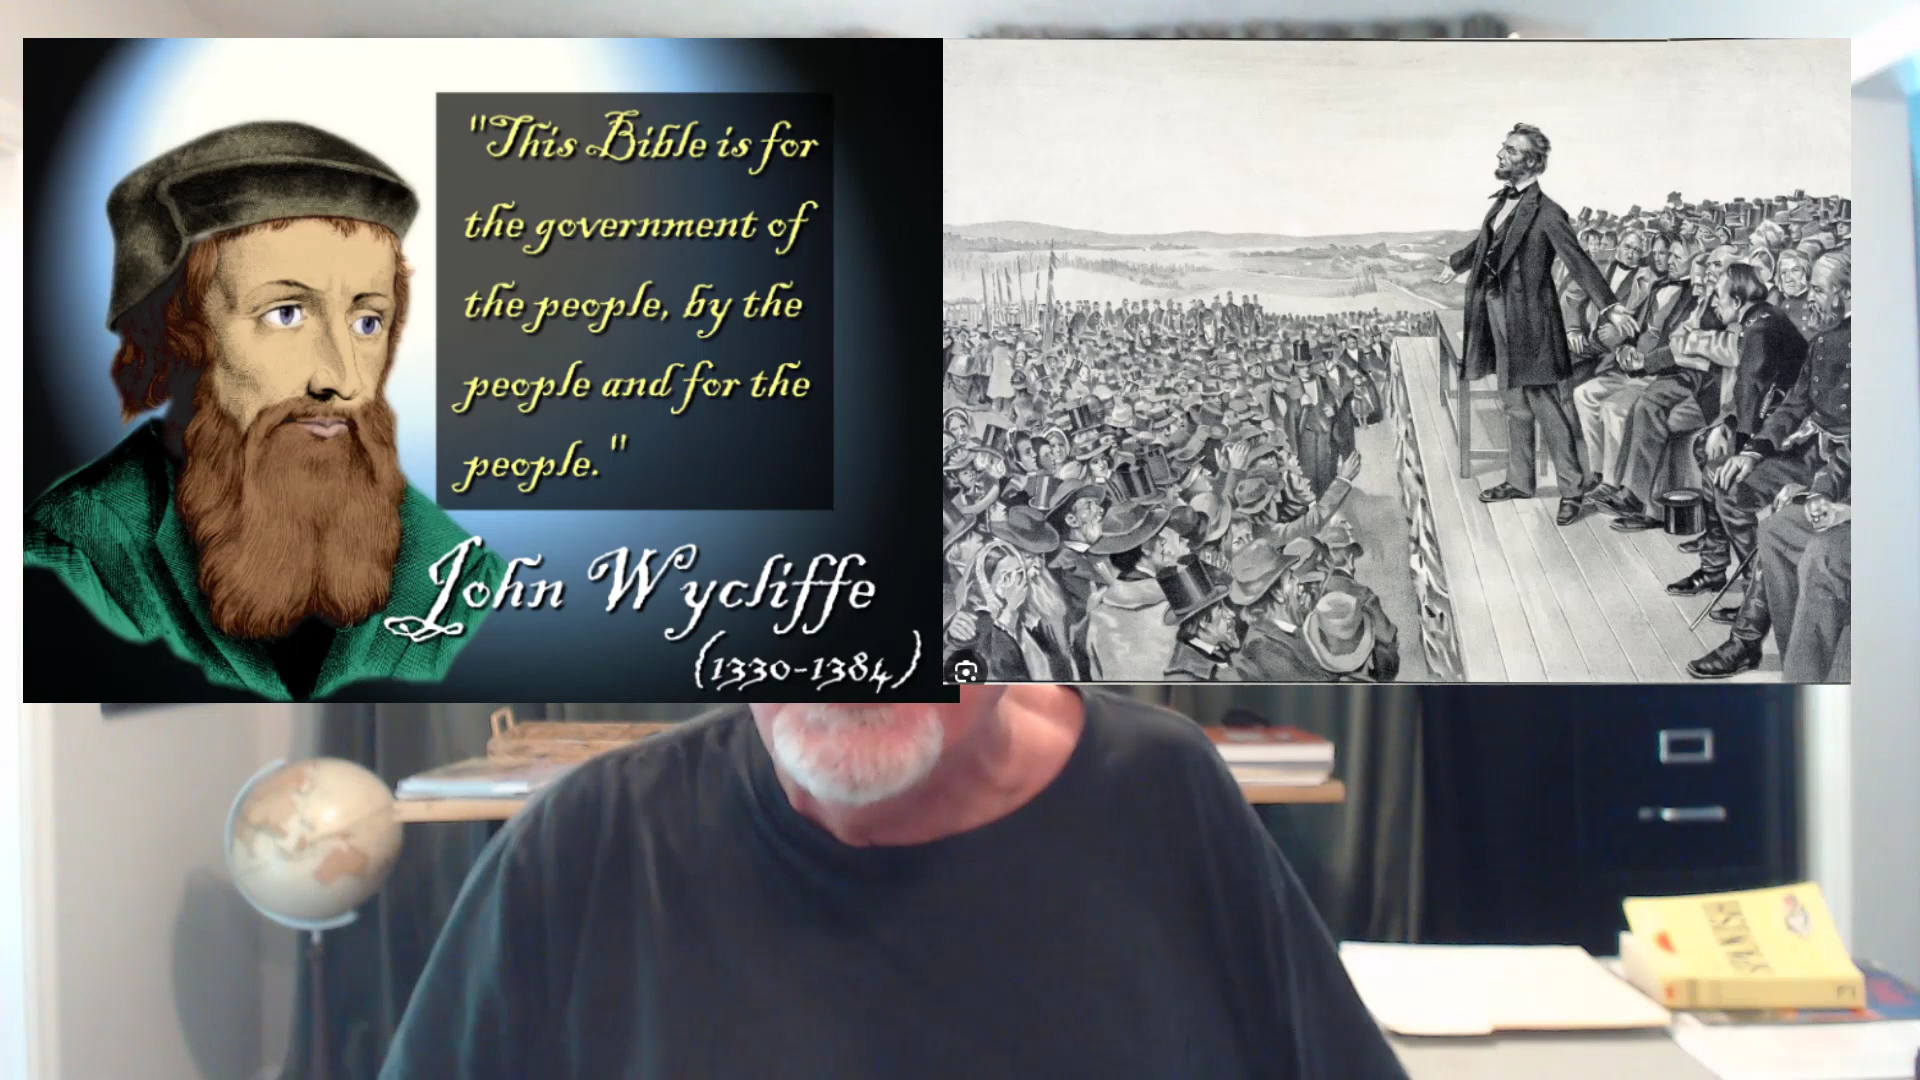 "This Bible is for
the government of
the people, by the
people and for the
people."
John Wycliffe
(1330-1384)
SPANISH